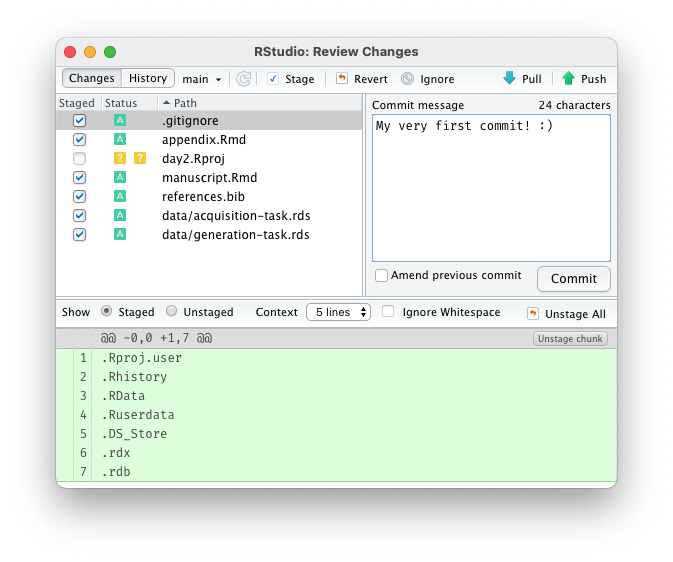 RStudio: Review Changes
Changes History main Stage Revert Ignore Pull Push
Staged Status Path
Commit message 24 characters
A .gitignore
A appendix.Rmd
? ? day2.Rproj
A manuscript.Rmd
A references.bib
A data/acquisition-task.rds
A data/generation-task.rds
My very first commit! :)
Amend previous commit Commit
Show Staged Unstaged Context 5 lines Ignore Whitespace Unstage All
@@ -0,0 +1,7 @@ Unstage chunk
1 .Rproj.user
2 .Rhistory
3 .RData
4 .Ruserdata
5 .DS_Store
6 .rdx
7 .rdb